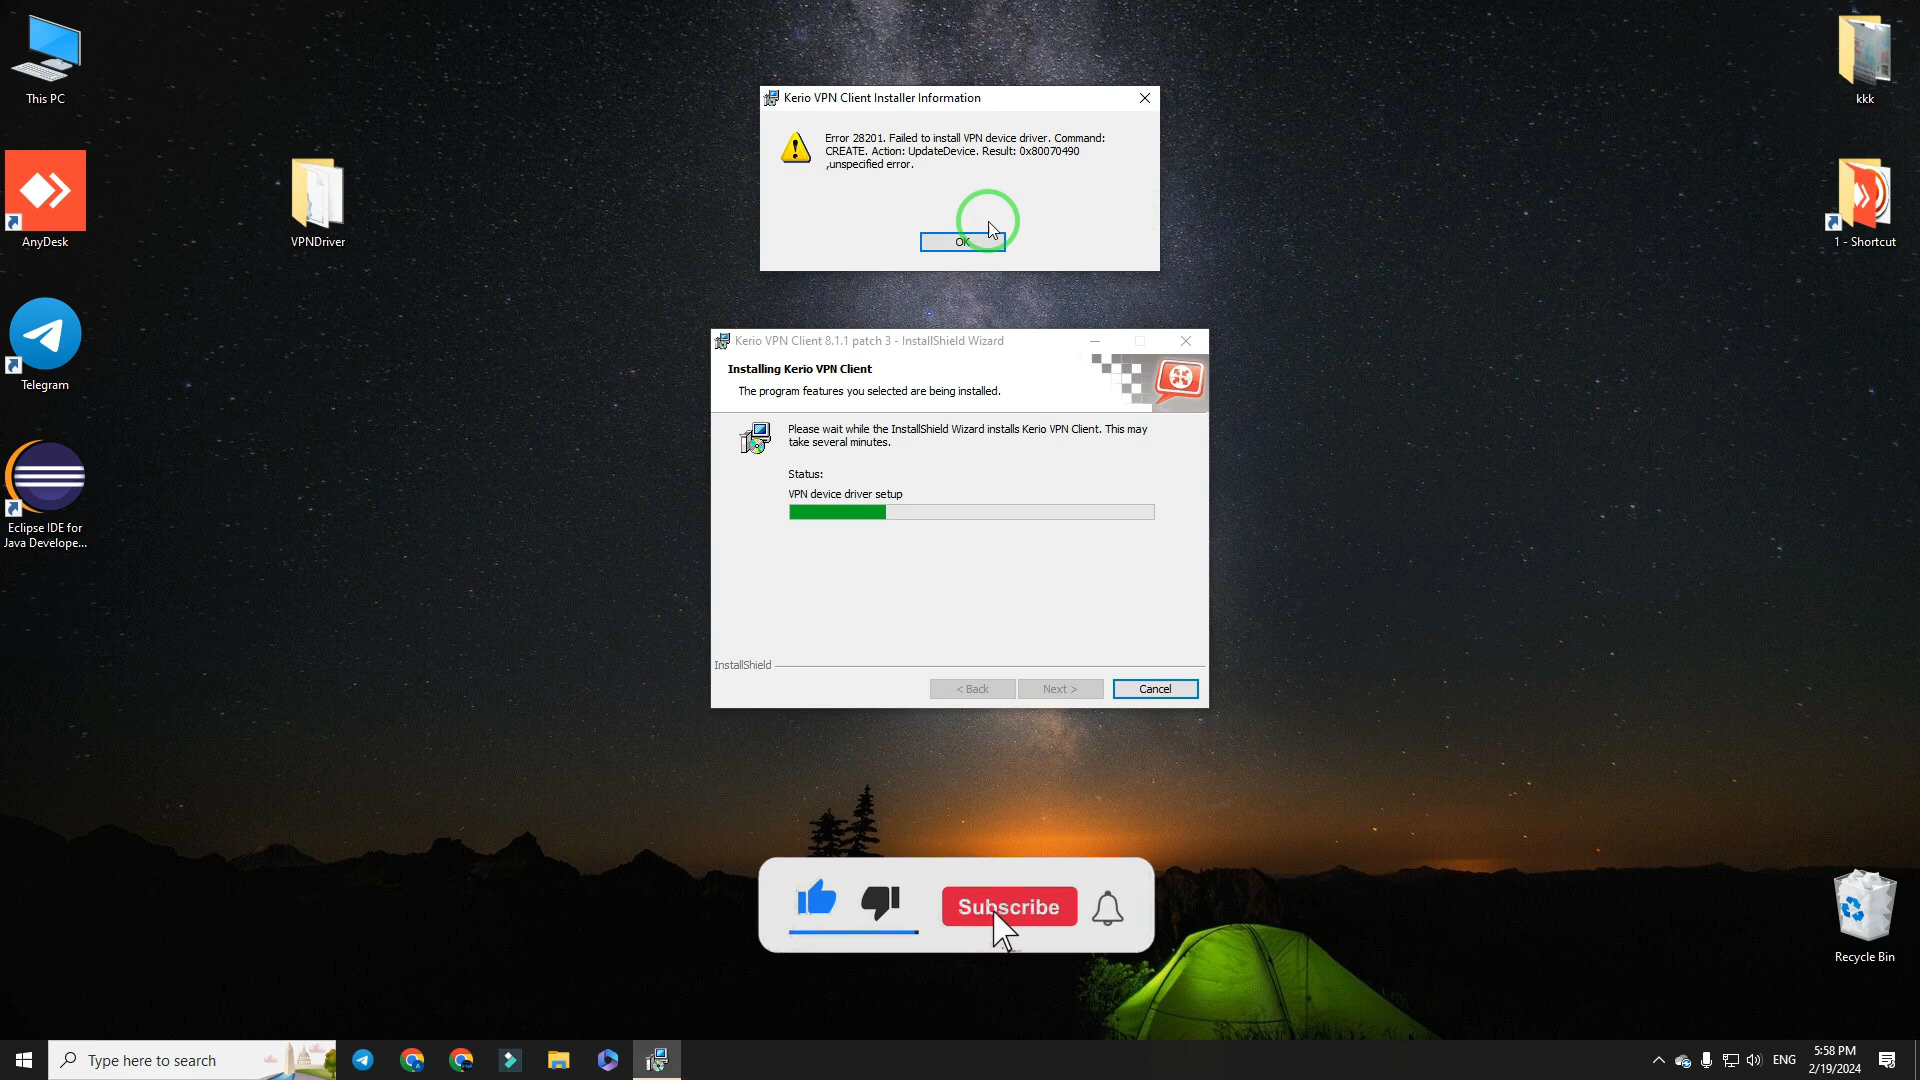 This PC
AnyDesk
Telegram
Eclipse IDE for
Java Develope...
VPNDriver
Kerio VPN Client Installer Information
Error 28201. Failed to install VPN device driver. Command:
CREATE. Action: UpdateDevice. Result: 0x80070490
,unspecified error.
OK
Kerio VPN Client 8.1.1 patch 3 - InstallShield Wizard
Installing Kerio VPN Client
The program features you selected are being installed.
Please wait while the InstallShield Wizard installs Kerio VPN Client. This may
take several minutes.
Status:
VPN device driver setup
InstallShield
< Back
Next >
Cancel
Subscribe
kkk
1 - Shortcut
Recycle Bin
Type here to search
ENG
5:58 PM
2/19/2024